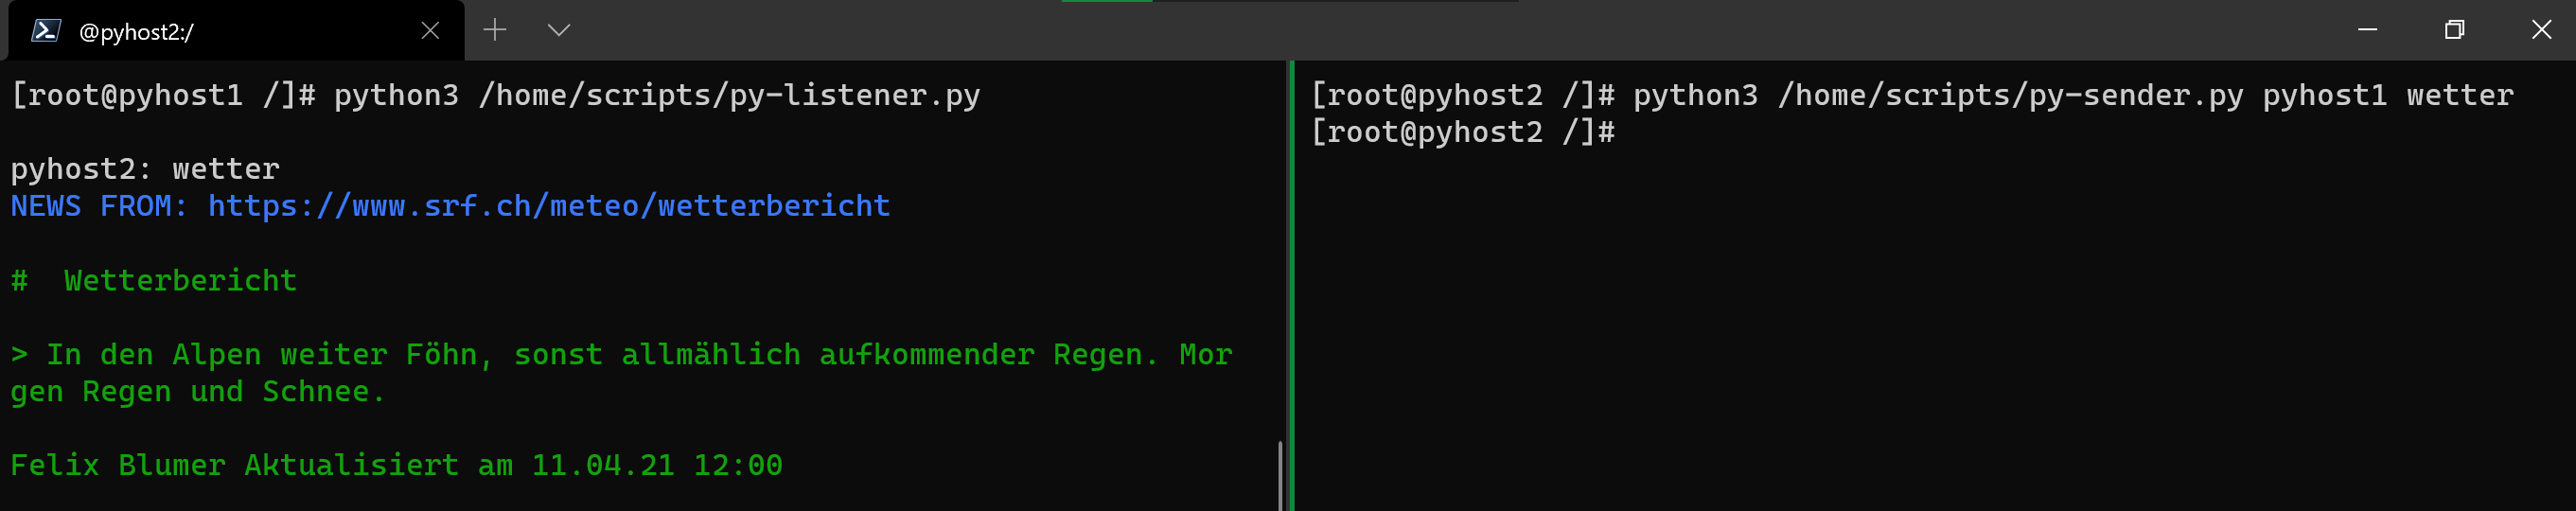 @pyhost2:/
[root@pyhost1 /]# python3 /home/scripts/py-listener.py

pyhost2: wetter
NEWS FROM: https://www.srf.ch/meteo/wetterbericht

#  Wetterbericht

> In den Alpen weiter Föhn, sonst allmählich aufkommender Regen. Mor
gen Regen und Schnee.

Felix Blumer Aktualisiert am 11.04.21 12:00
[root@pyhost2 /]# python3 /home/scripts/py-sender.py pyhost1 wetter
[root@pyhost2 /]#